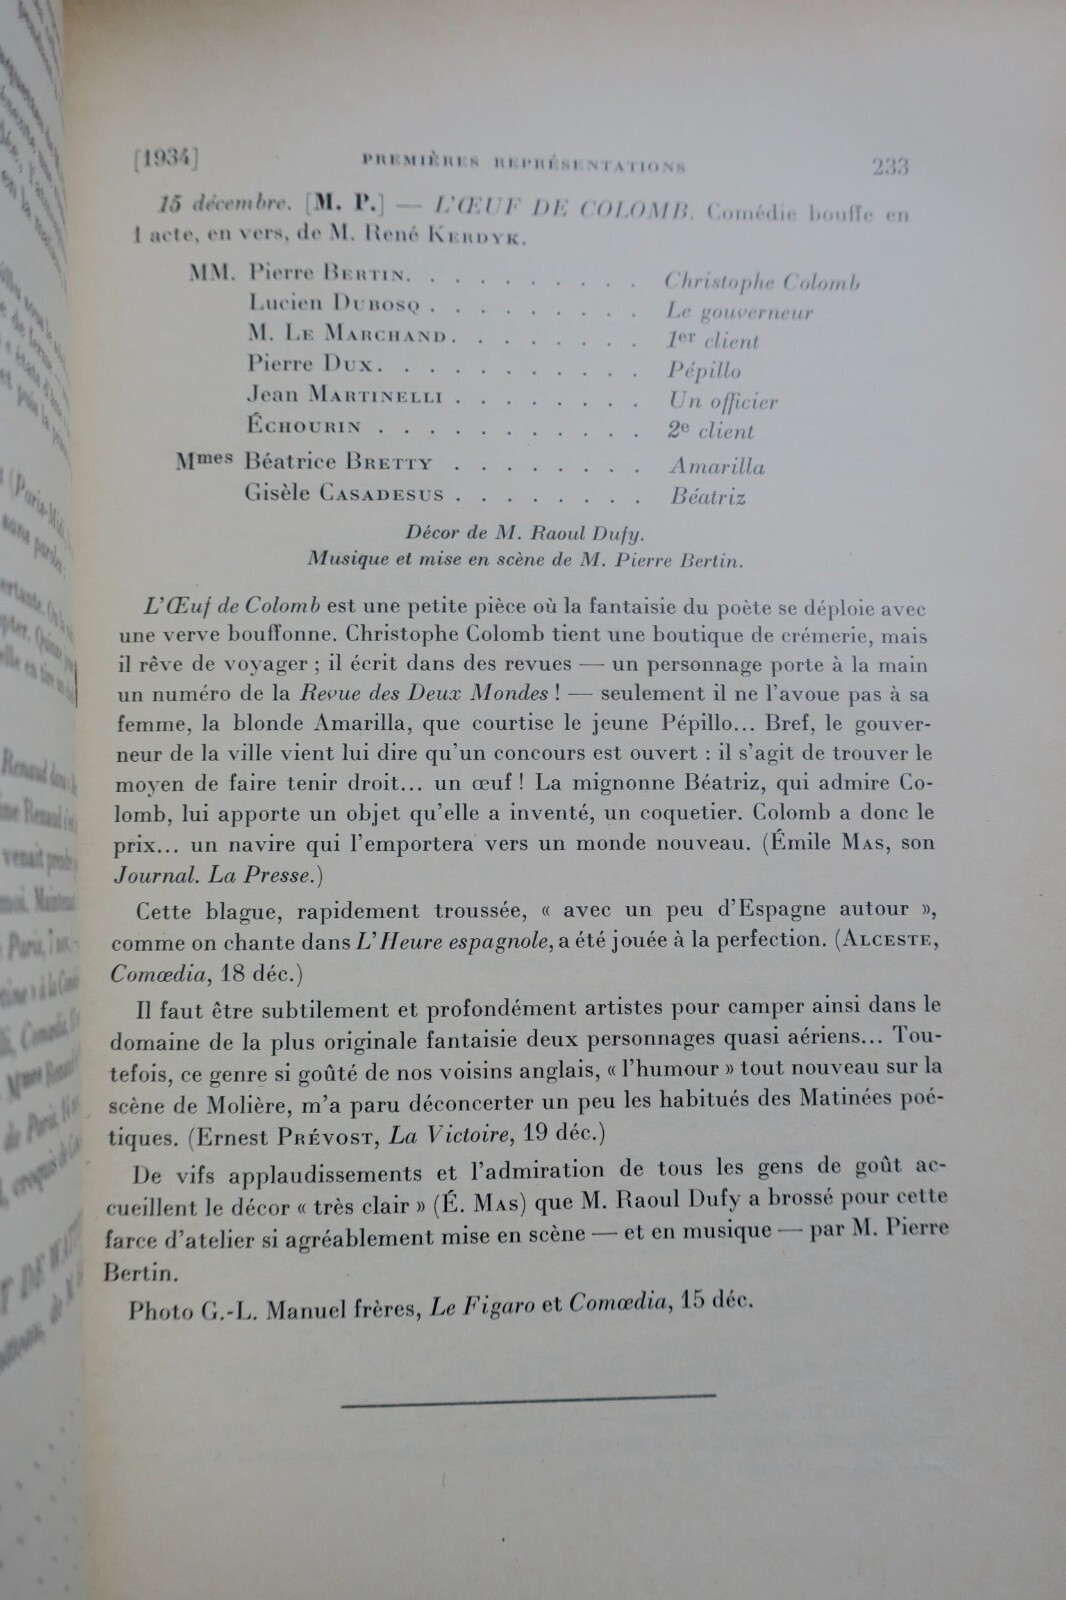 [1934] PREMIÈRES REPRÉSENTATIONS 233
15 décembre. [M. P.] — L'ŒUF DE COLOMB. Comédie bouffe en
1 acte, en vers, de M. René KERDYK.
MM. Pierre BERTIN. . . . . . . . . . Christophe Colomb
Lucien DUBOSQ . . . . . . . . . Le gouverneur
M. LE MARCHAND. . . . . . . . 1er client
Pierre DUX. . . . . . . . . . . . Pépillo
Jean MARTINELLI . . . . . . . . Un officier
ÉCHOURIN . . . . . . . . . . . 2e client
Mmes Béatrice BRETTY . . . . . . . . Amarilla
Gisèle CASADESUS . . . . . . . . Béatriz
Décor de M. Raoul Dufy.
Musique et mise en scène de M. Pierre Bertin.
L'Œuf de Colomb est une petite pièce où la fantaisie du poète se déploie avec
une verve bouffonne. Christophe Colomb tient une boutique de crémerie, mais
il rêve de voyager ; il écrit dans des revues — un personnage porte à la main
un numéro de la Revue des Deux Mondes ! — seulement il ne l'avoue pas à sa
femme, la blonde Amarilla, que courtise le jeune Pépillo... Bref, le gouver-
neur de la ville vient lui dire qu'un concours est ouvert : il s'agit de trouver le
moyen de faire tenir droit... un œuf ! La mignonne Béatriz, qui admire Co-
lomb, lui apporte un objet qu'elle a inventé, un coquetier. Colomb a donc le
prix... un navire qui l'emportera vers un monde nouveau. (Émile MAS, son
Journal. La Presse.)
Cette blague, rapidement troussée, « avec un peu d'Espagne autour »,
comme on chante dans L'Heure espagnole, a été jouée à la perfection. (ALCESTE,
Comœdia, 18 déc.)
Il faut être subtilement et profondément artistes pour camper ainsi dans le
domaine de la plus originale fantaisie deux personnages quasi aériens... Tou-
tefois, ce genre si goûté de nos voisins anglais, « l'humour » tout nouveau sur la
scène de Molière, m'a paru déconcerter un peu les habitués des Matinées poé-
tiques. (Ernest PRÉVOST, La Victoire, 19 déc.)
De vifs applaudissements et l'admiration de tous les gens de goût ac-
cueillent le décor « très clair » (É. MAS) que M. Raoul Dufy a brossé pour cette
farce d'atelier si agréablement mise en scène — et en musique — par M. Pierre
Bertin.
Photo G.-L. Manuel frères, Le Figaro et Comœdia, 15 déc.